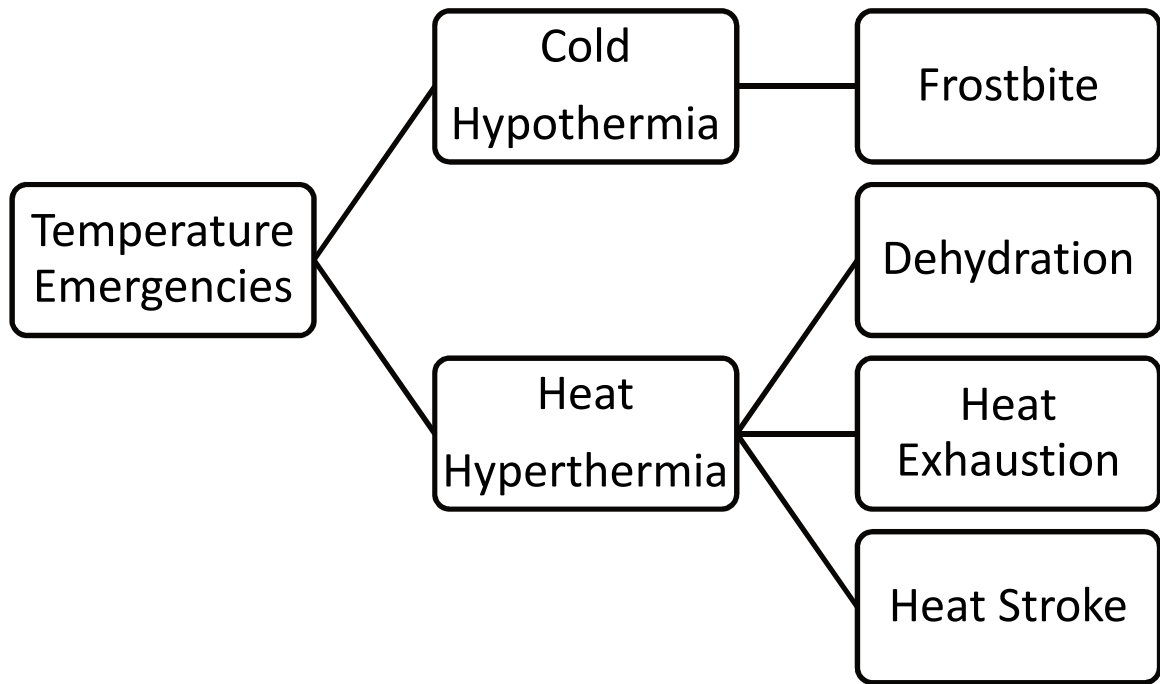 Cold
Hypothermia
Frostbite
Temperature
Emergencies
Dehydration
Heat
Hyperthermia
Heat
Exhaustion
Heat Stroke